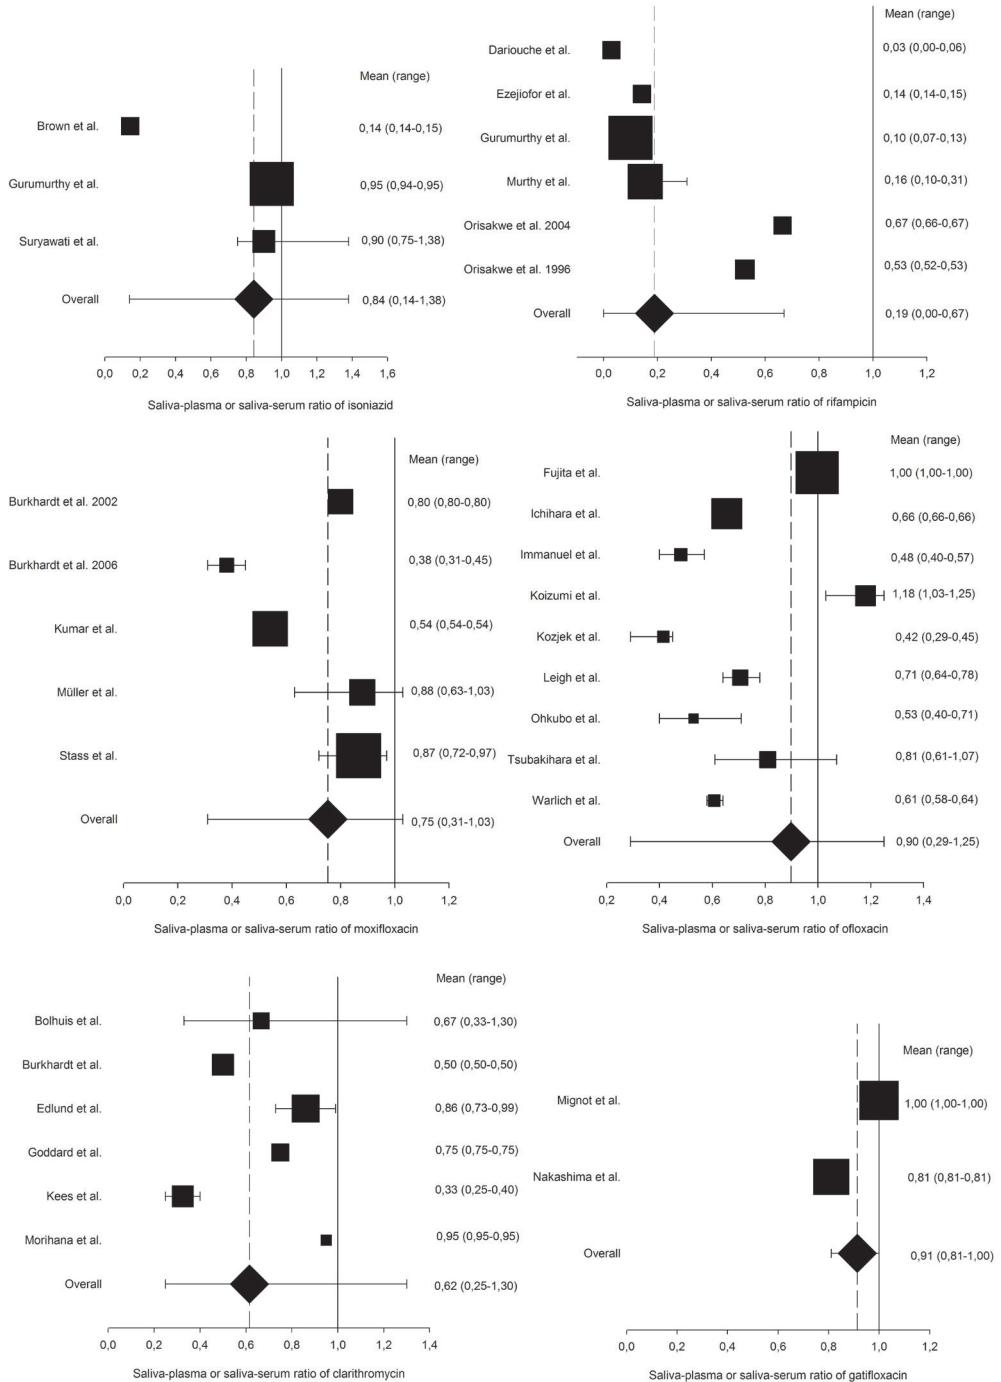 Mean (range)
Brown et al. 0,14 (0,14-0,15)
Gurumurthy et al. 0,95 (0,94-0,95)
Suryawati et al. 0,90 (0,75-1,38)
Overall 0,84 (0,14-1,38)
0,0 0,2 0,4 0,6 0,8 1,0 1,2 1,4 1,6
Saliva-plasma or saliva-serum ratio of isoniazid
Mean (range)
Dariouche et al. 0,03 (0,00-0,06)
Ezejiofor et al. 0,14 (0,14-0,15)
Gurumurthy et al. 0,10 (0,07-0,13)
Murthy et al. 0,16 (0,10-0,31)
Orisakwe et al. 2004 0,67 (0,66-0,67)
Orisakwe et al. 1996 0,53 (0,52-0,53)
Overall 0,19 (0,00-0,67)
0,0 0,2 0,4 0,6 0,8 1,0 1,2
Saliva-plasma or saliva-serum ratio of rifampicin
Mean (range)
Burkhardt et al. 2002 0,80 (0,80-0,80)
Burkhardt et al. 2006 0,38 (0,31-0,45)
Kumar et al. 0,54 (0,54-0,54)
Müller et al. 0,88 (0,63-1,03)
Stass et al. 0,87 (0,72-0,97)
Overall 0,75 (0,31-1,03)
0,0 0,2 0,4 0,6 0,8 1,0 1,2
Saliva-plasma or saliva-serum ratio of moxifloxacin
Mean (range)
Fujita et al. 1,00 (1,00-1,00)
Ichihara et al. 0,66 (0,66-0,66)
Immanuel et al. 0,48 (0,40-0,57)
Koizumi et al. 1,18 (1,03-1,25)
Kozjek et al. 0,42 (0,29-0,45)
Leigh et al. 0,71 (0,64-0,78)
Ohkubo et al. 0,53 (0,40-0,71)
Tsubakihara et al. 0,81 (0,61-1,07)
Warlich et al. 0,61 (0,58-0,64)
Overall 0,90 (0,29-1,25)
0,2 0,4 0,6 0,8 1,0 1,2 1,4
Saliva-plasma or saliva-serum ratio of ofloxacin
Mean (range)
Bolhuis et al. 0,67 (0,33-1,30)
Burkhardt et al. 0,50 (0,50-0,50)
Edlund et al. 0,86 (0,73-0,99)
Goddard et al. 0,75 (0,75-0,75)
Kees et al. 0,33 (0,25-0,40)
Morihana et al. 0,95 (0,95-0,95)
Overall 0,62 (0,25-1,30)
0,0 0,2 0,4 0,6 0,8 1,0 1,2 1,4
Saliva-plasma or saliva-serum ratio of clarithromycin
Mean (range)
Mignot et al. 1,00 (1,00-1,00)
Nakashima et al. 0,81 (0,81-0,81)
Overall 0,91 (0,81-1,00)
0,0 0,2 0,4 0,6 0,8 1,0 1,2
Saliva-plasma or saliva-serum ratio of gatifloxacin